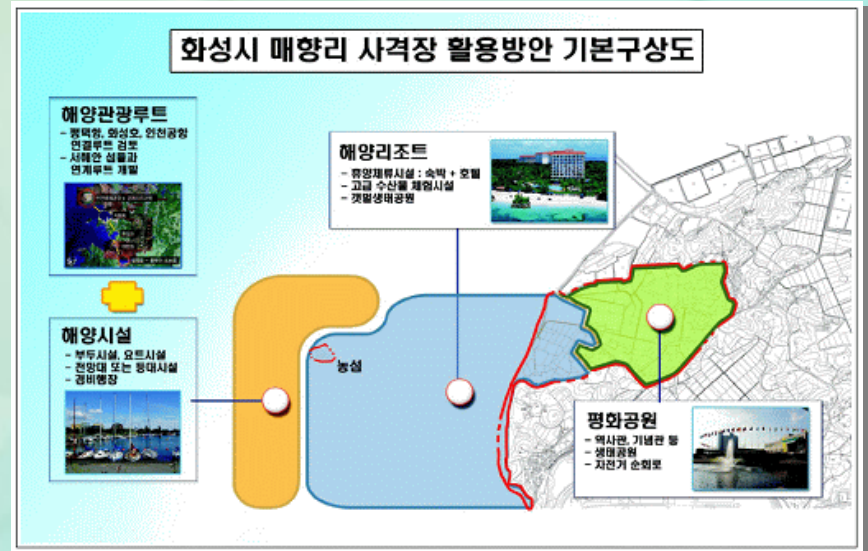 화성시 매향리 사격장 활용방안 기본구상도
해양관광루트
- 평택항, 화성호, 인천공항
연결루트 검토
- 서해안 섬들과
연계루트 개발
해양리조트
- 휴양체류시설 : 숙박 + 호텔
- 고급 수산물 체험시설
- 갯벌생태공원
해양시설
- 부두시설, 요트시설
- 전망대 또는 등대시설
- 경비행장
농섬
평화공원
- 역사관, 기념관 등
- 생태공원
- 자전거 순회로